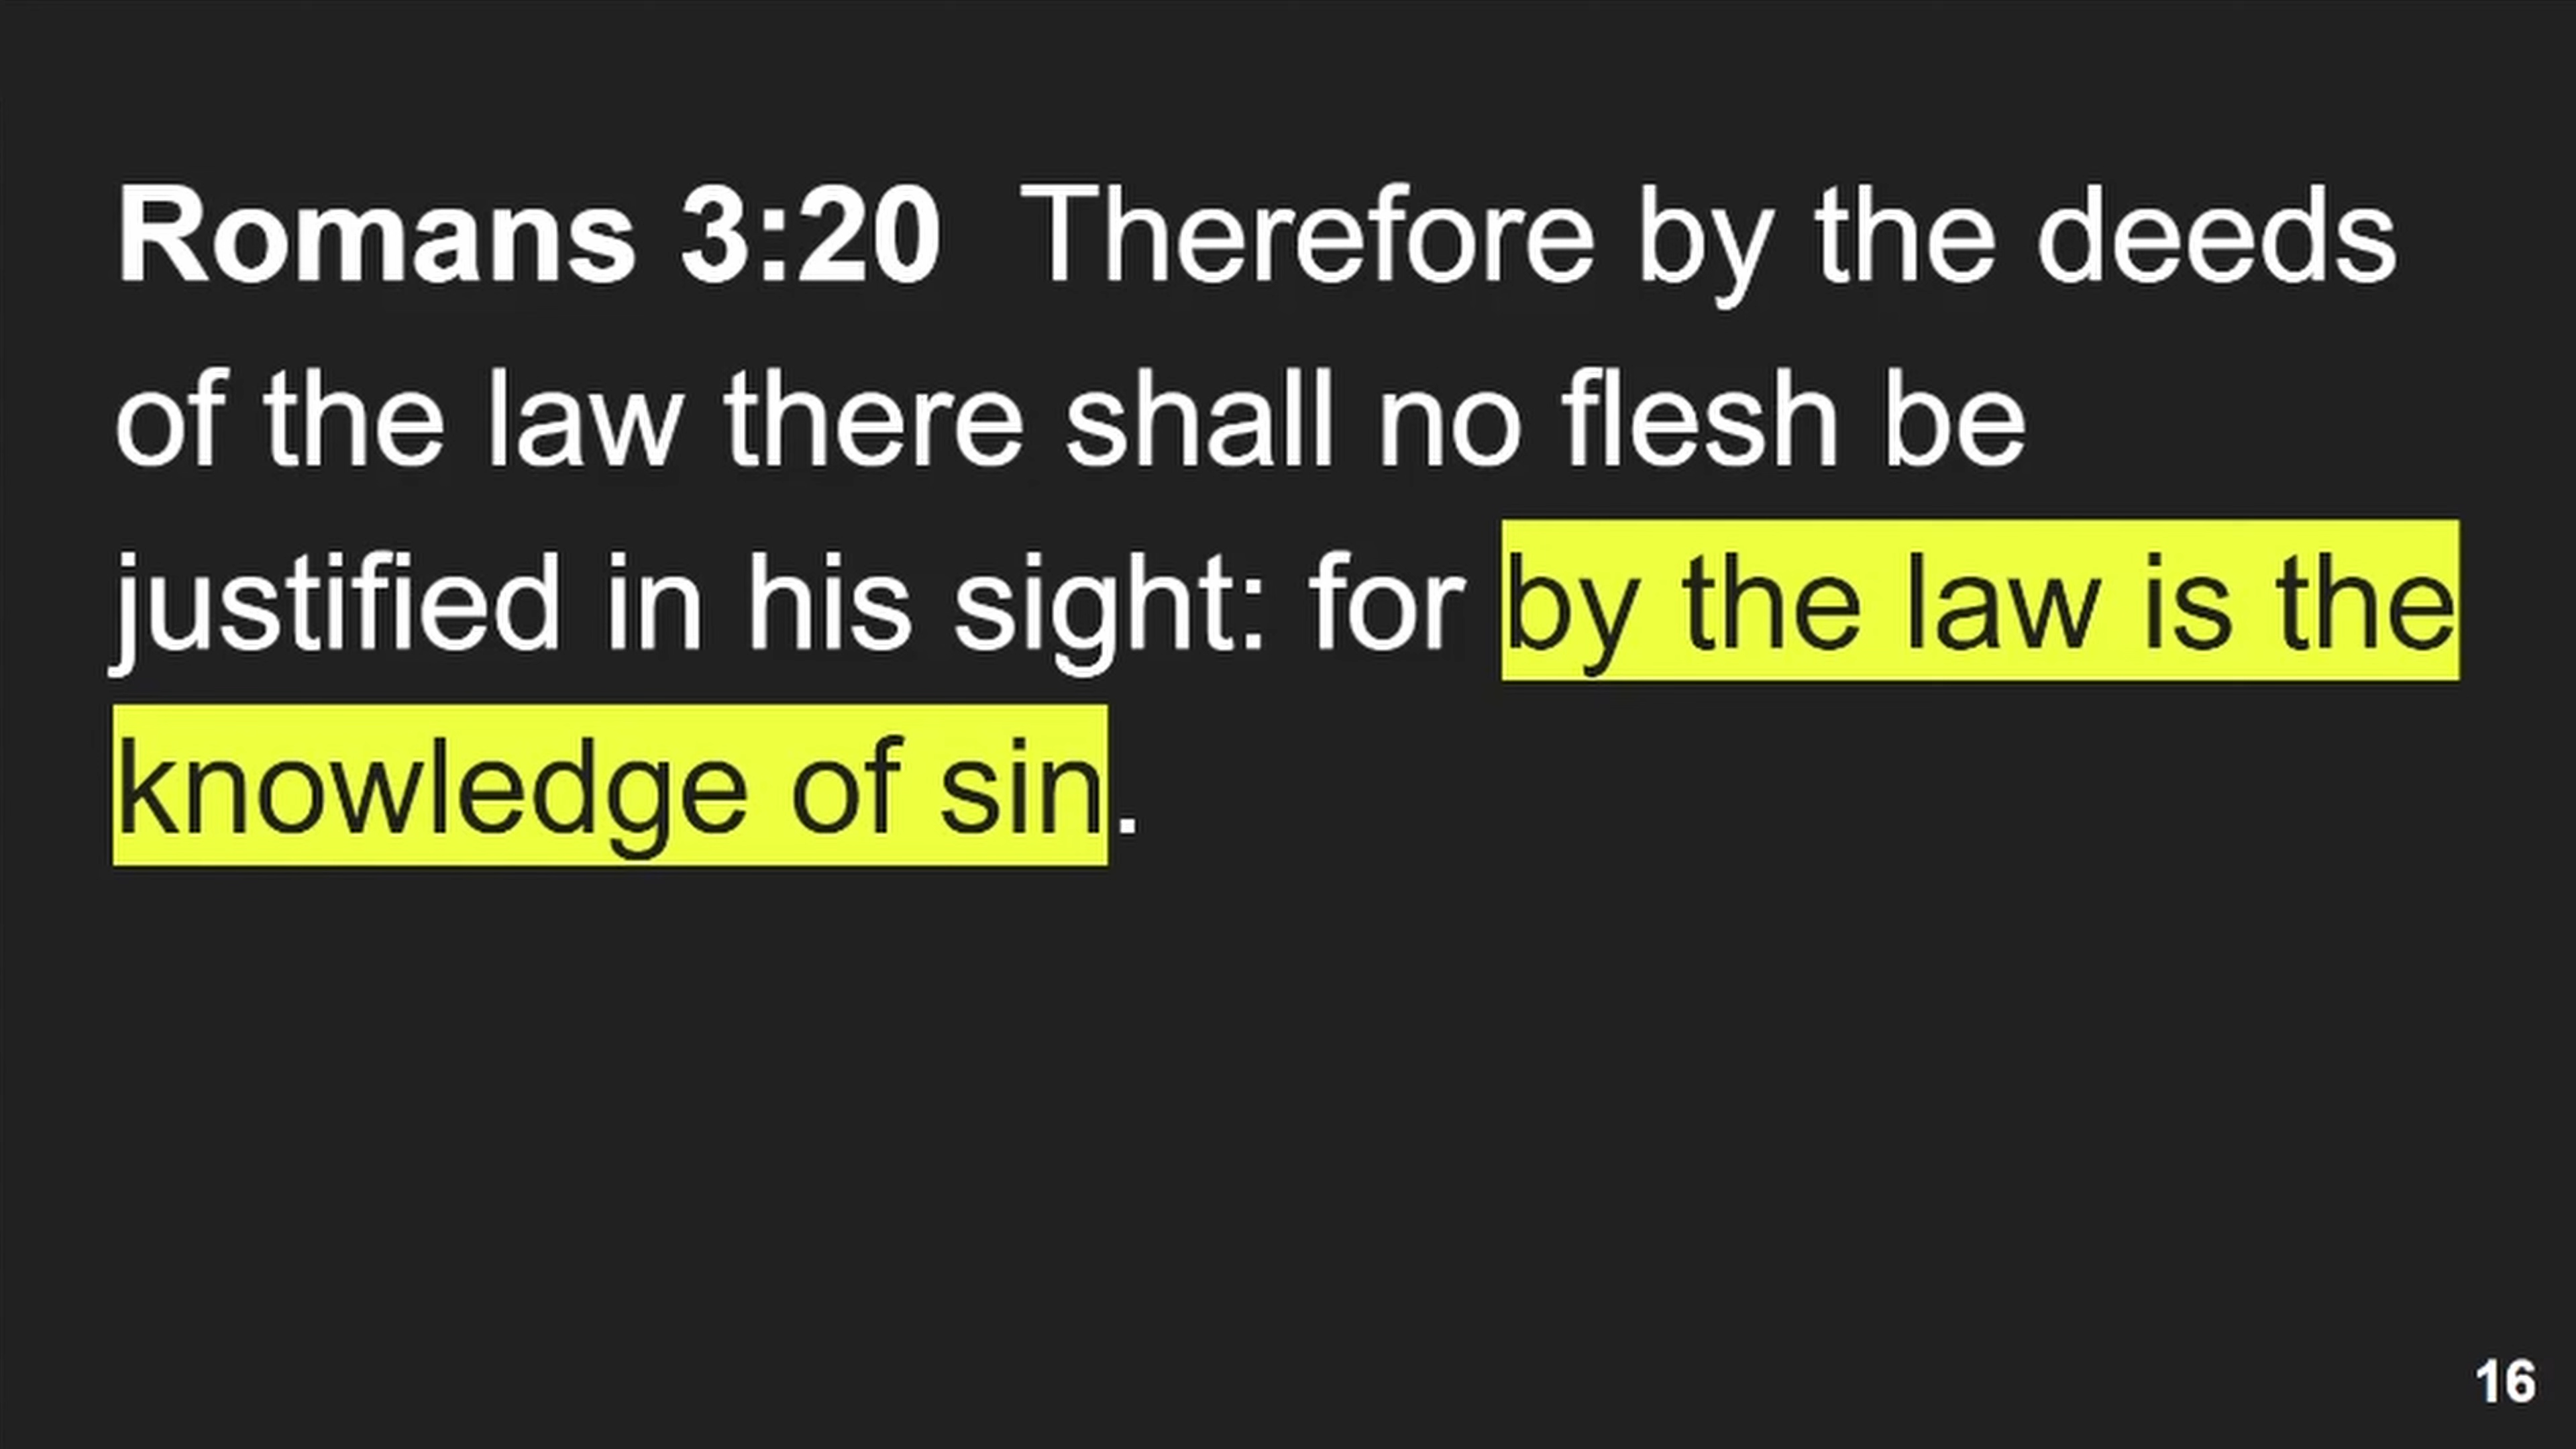 Romans 3:20  Therefore by the deeds
of the law there shall no flesh be
justified in his sight: for by the law is the
knowledge of sin.
16